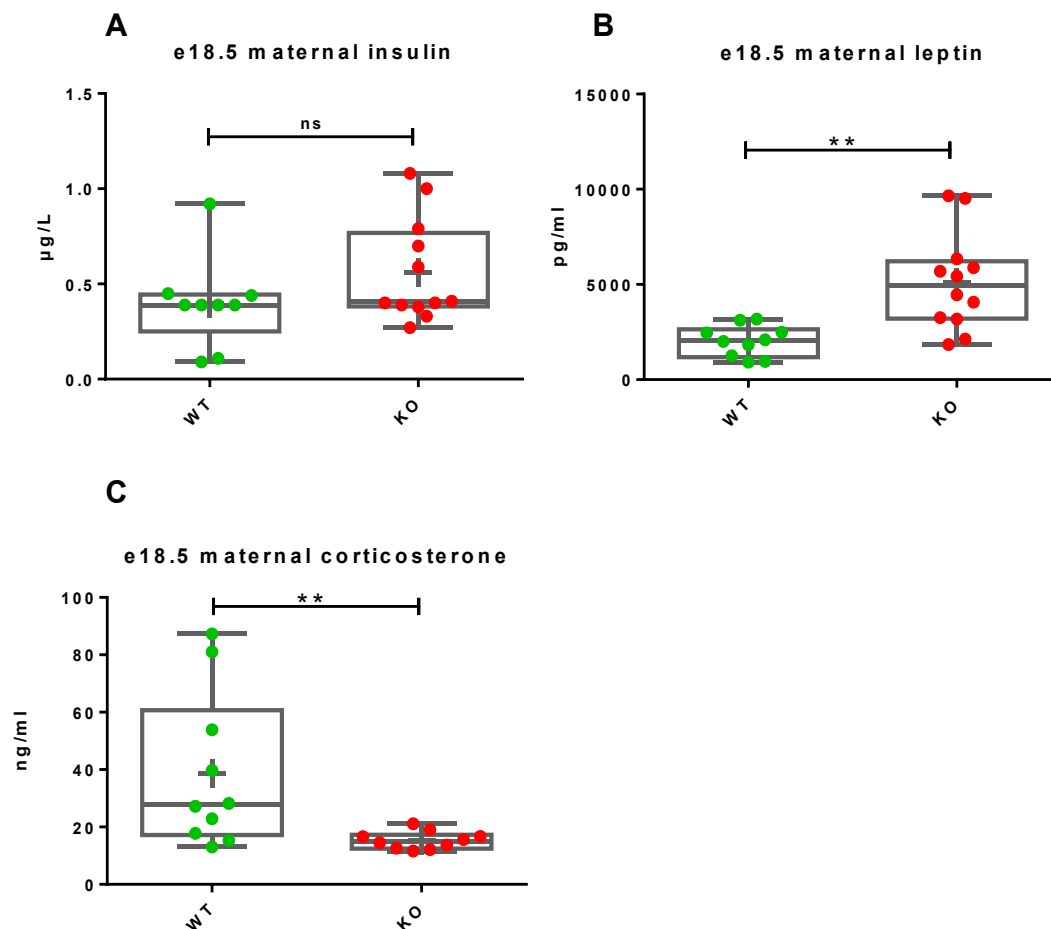 A
e18.5 maternal insulin
µg/L
1.5
1.0
0.5
0.0
ns
WT
KO
B
e18.5 maternal leptin
pg/ml
15000
10000
5000
0
**
WT
KO
C
e18.5 maternal corticosterone
ng/ml
100
80
60
40
20
0
**
WT
KO